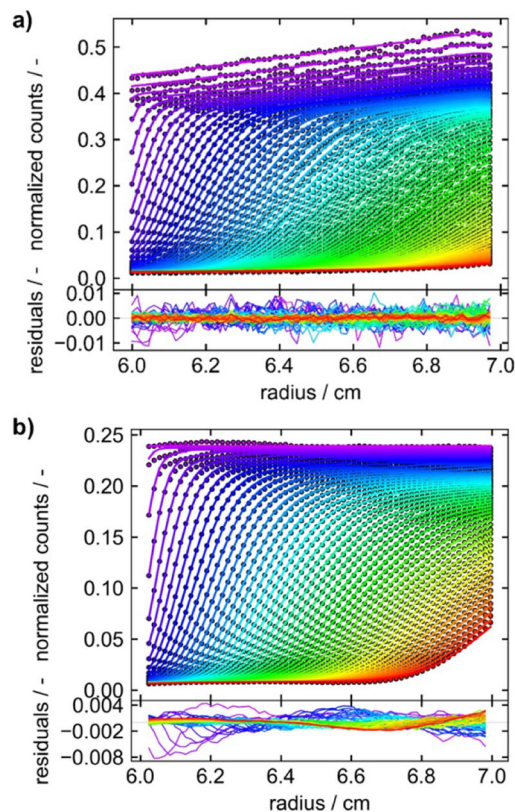 a)
normalized counts / -
0.5
0.4
0.3
0.2
0.1
0.0
residuals / -
0.01
0.00
−0.01
6.0 6.2 6.4 6.6 6.8 7.0
radius / cm
b)
normalized counts / -
0.25
0.20
0.15
0.10
0.05
0.00
residuals / -
0.004
−0.002
−0.008
6.0 6.2 6.4 6.6 6.8 7.0
radius / cm